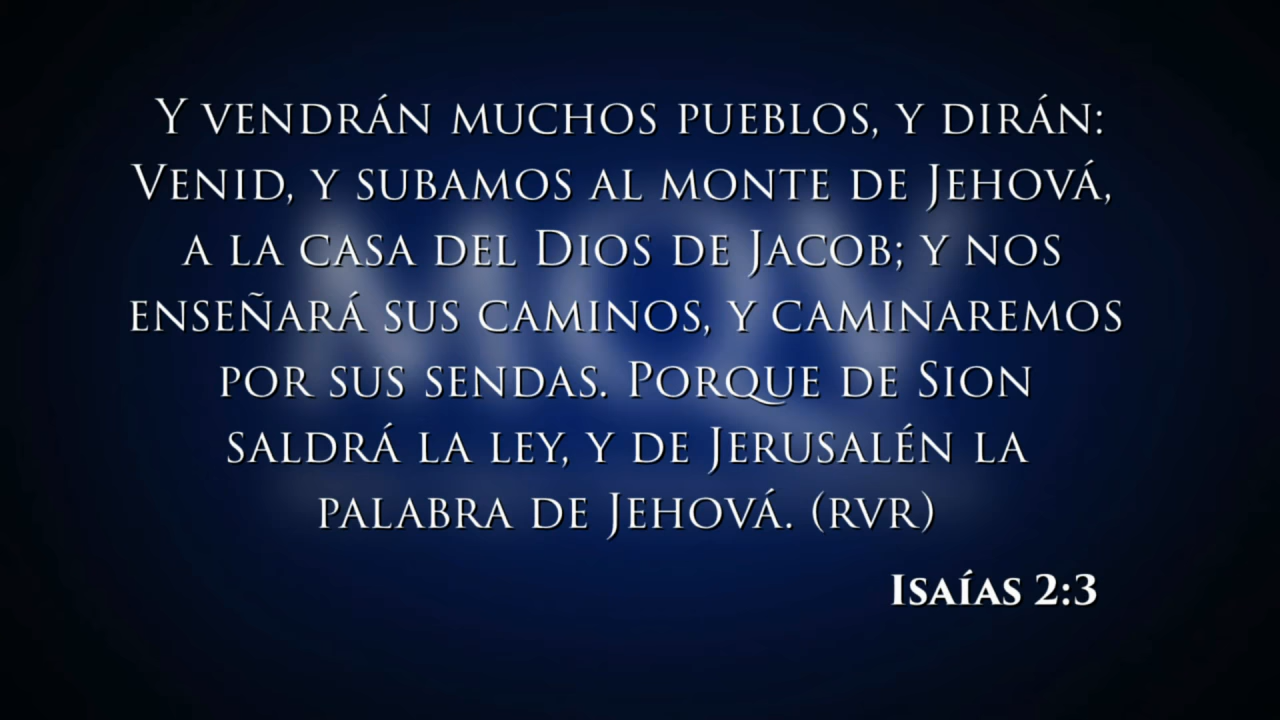 Y vendrán muchos pueblos, y dirán:
Venid, y subamos al monte de Jehová,
a la casa del Dios de Jacob; y nos
enseñará sus caminos, y caminaremos
por sus sendas. Porque de Sion
saldrá la ley, y de Jerusalén la
palabra de Jehová. (rvr)
Isaías 2:3